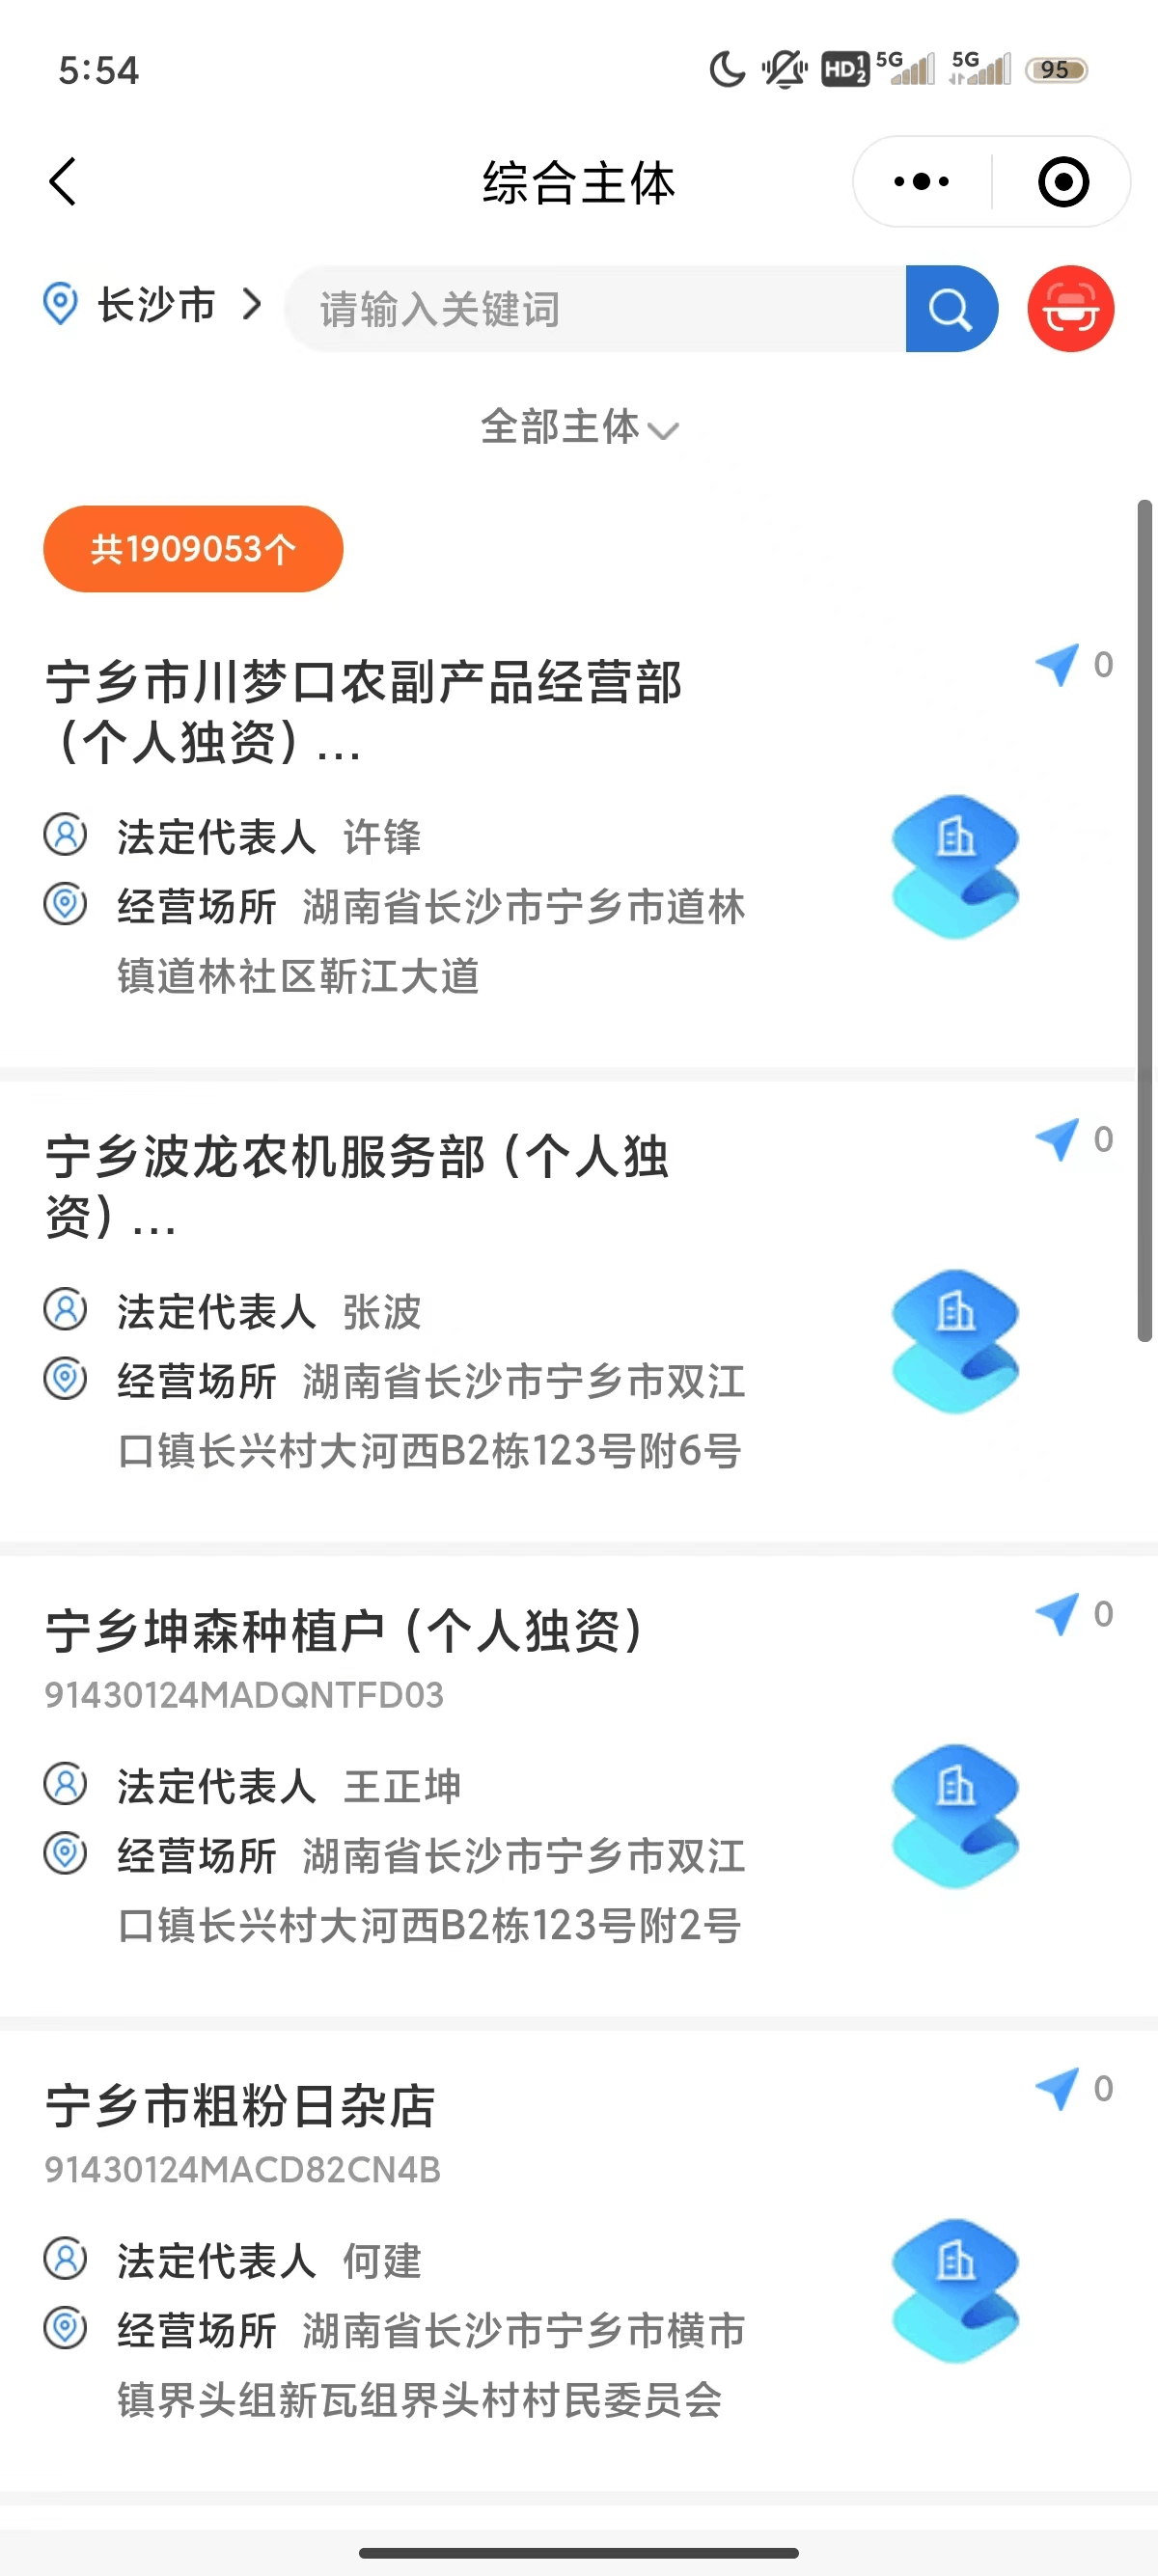 5:54
HD 1 2 5G 5G 95
综合主体
长沙市
请输入关键词
全部主体
共1909053个
宁乡市川梦口农副产品经营部
（个人独资）...
0
法定代表人 许锋
经营场所 湖南省长沙市宁乡市道林
镇道林社区靳江大道
宁乡波龙农机服务部（个人独
资）...
0
法定代表人 张波
经营场所 湖南省长沙市宁乡市双江
口镇长兴村大河西B2栋123号附6号
宁乡坤森种植户（个人独资）
0
91430124MADQNTFD03
法定代表人 王正坤
经营场所 湖南省长沙市宁乡市双江
口镇长兴村大河西B2栋123号附2号
宁乡市粗粉日杂店
0
91430124MACD82CN4B
法定代表人 何建
经营场所 湖南省长沙市宁乡市横市
镇界头组新瓦组界头村村民委员会